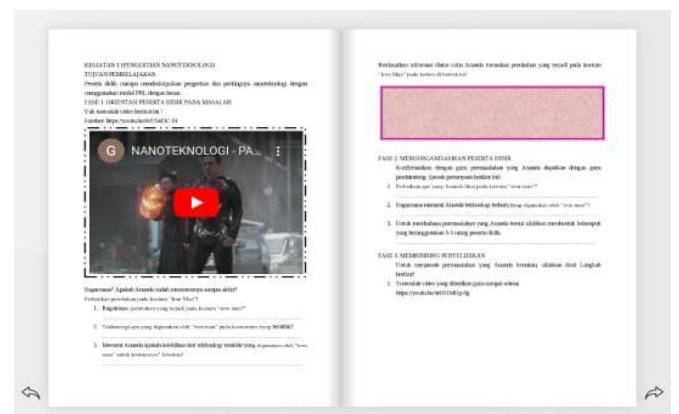 KEGIATAN 1 (PENGERTIAN NANOTEKNOLOGI)
TUJUAN PEMBELAJARAN
Peserta didik mampu mendeskripsikan pengertian dan pentingnya nanoteknologi dengan
menggunakan model PBL dengan benar.
FASE 1. ORIENTASI PESERTA DIDIK PADA MASALAH
Yuk tontonlah video berikut ini !
Sumber:
G NANOTEKNOLOGI - PA...
Bagaimana? Apakah Ananda sudah menontonnya sampai akhir?
Perhatikan perubahan pada kostum "Iron Man"!
1. Bagaimana perubahan yang terjadi pada kostum "iron man?"
2. Teknologi apa yang digunakan oleh "iron man" pada kostumnya yang
3. Menurut Ananda apakah kelebihan dari teknologi terakhir yang digunakan oleh "iron
man" untuk kostumnya? Jelaskan!
Berdasarkan informasi diatas coba Ananda temukan perubahan yang terjadi pada kostum
"Iron Man" pada kolom di bawah ini!
FASE 2. MENGORGANISASIKAN PESERTA DIDIK
Konfirmasikan dengan guru permasalahan yang Ananda dapatkan dengan guru
pembimbing. Ijawab pertanyaan berikut ini)
1. Perbedaan apa yang Ananda lihat pada kostum "iron man"?
2. Bagaimana menurut Ananda teknologi terbaru yang digunakan oleh "iron man"?
3. Untuk membahas permasalahan yang Ananda temui silahkan membentuk kelompok
yang beranggotakan 3-5 orang peserta didik.
FASE 3. MEMBIMBING PENYELIDIKAN
Untuk menjawab permasalahan yang Ananda temukan, silahkan ikuti Langkah
berikut!
1. Tontonlah video yang diberikan guru sampai selesai